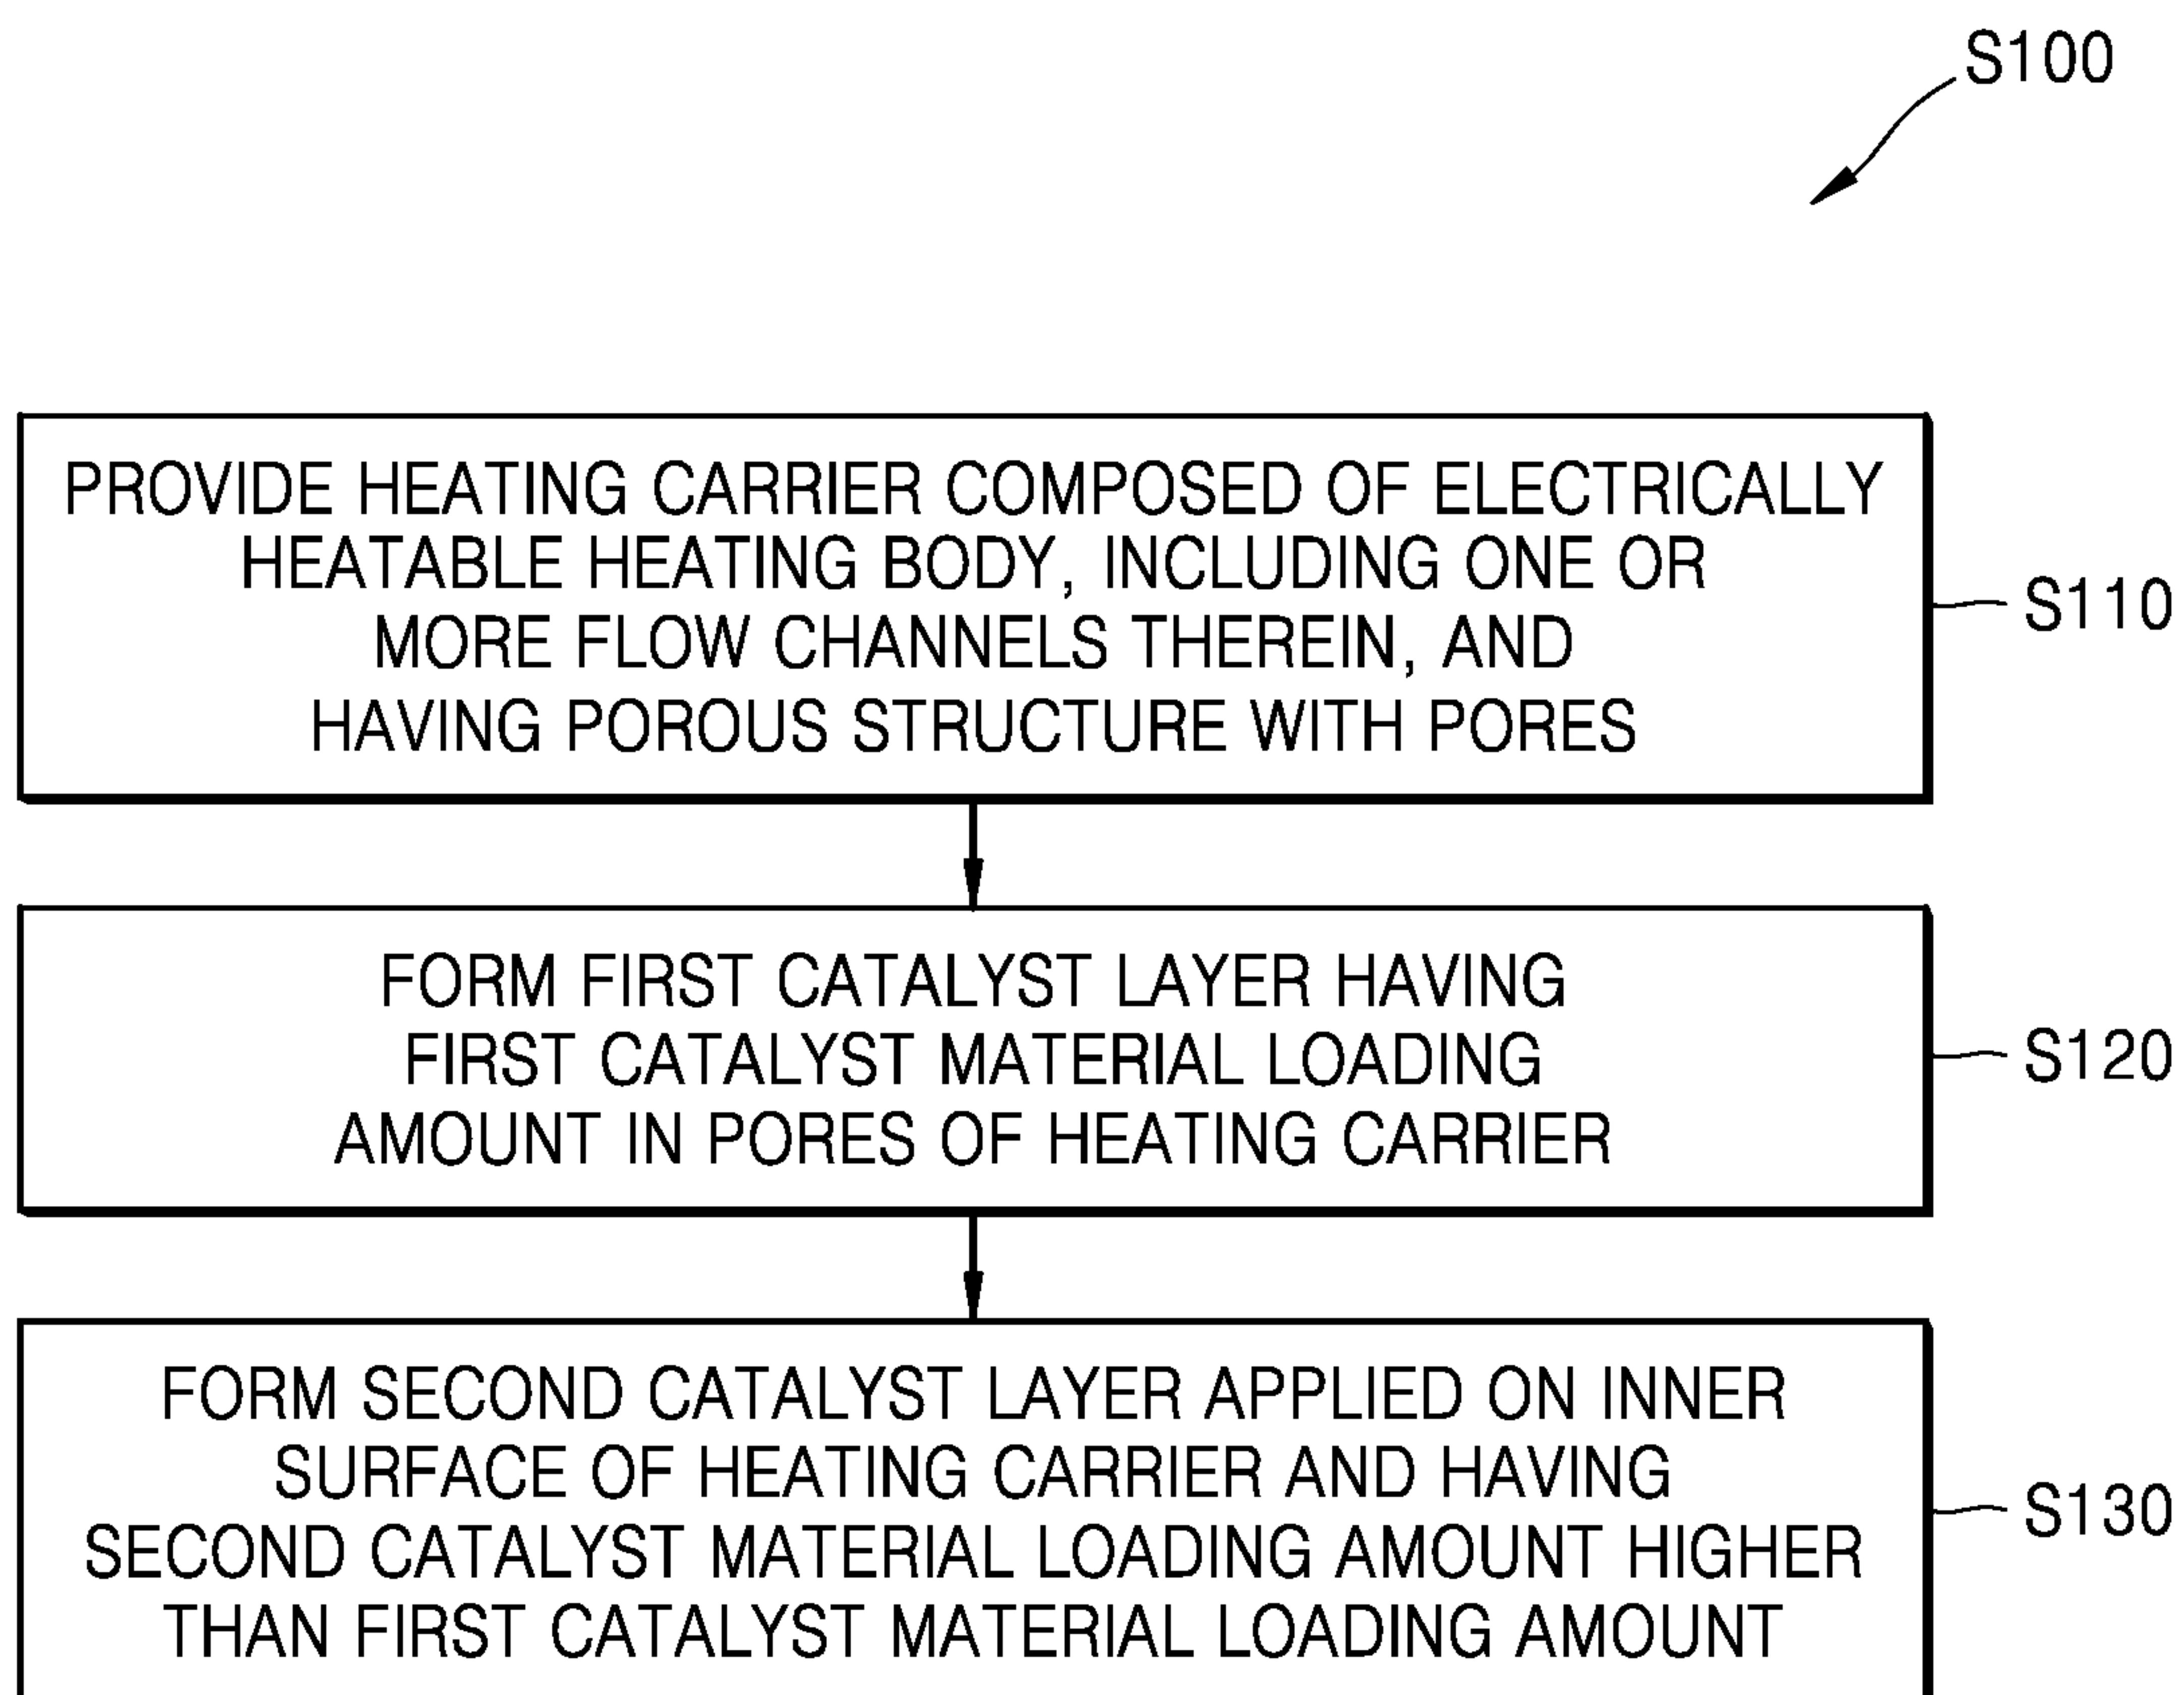 S100
PROVIDE HEATING CARRIER COMPOSED OF ELECTRICALLY
HEATABLE HEATING BODY, INCLUDING ONE OR
MORE FLOW CHANNELS THEREIN, AND
HAVING POROUS STRUCTURE WITH PORES
S110
FORM FIRST CATALYST LAYER HAVING
FIRST CATALYST MATERIAL LOADING
AMOUNT IN PORES OF HEATING CARRIER
S120
FORM SECOND CATALYST LAYER APPLIED ON INNER
SURFACE OF HEATING CARRIER AND HAVING
SECOND CATALYST MATERIAL LOADING AMOUNT HIGHER
THAN FIRST CATALYST MATERIAL LOADING AMOUNT
S130